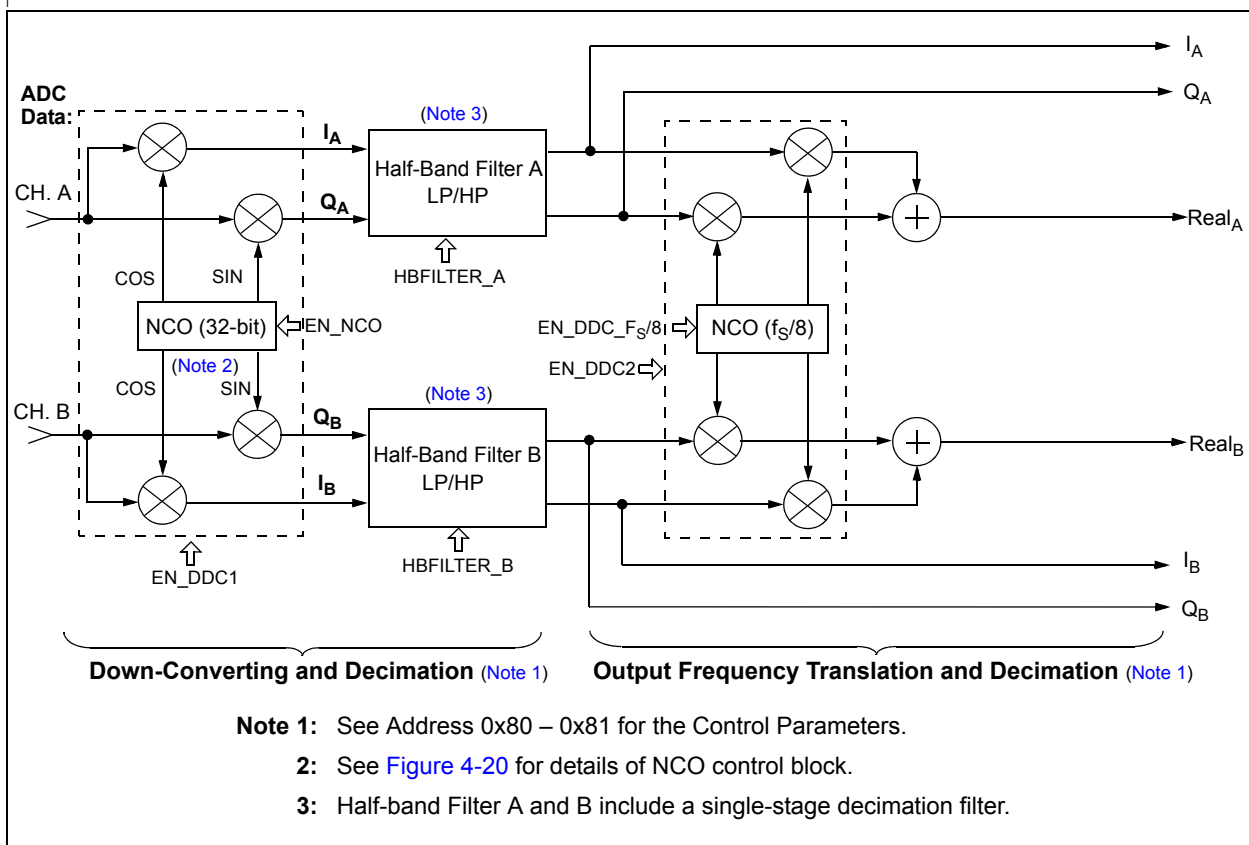 I_A
Q_A
ADC
Data:
(Note 3)
I_A
Half-Band Filter A
LP/HP
CH. A
Q_A
Real_A
HBFILTER_A
COS
SIN
NCO (32-bit)
EN_NCO
EN_DDC_F_S/8
NCO (f_S/8)
(Note 2)
EN_DDC2
COS
SIN
(Note 3)
CH. B
Q_B
Half-Band Filter B
LP/HP
Real_B
I_B
HBFILTER_B
EN_DDC1
I_B
Q_B
Down-Converting and Decimation (Note 1)
Output Frequency Translation and Decimation (Note 1)
Note 1: See Address 0x80 – 0x81 for the Control Parameters.
2: See Figure 4-20 for details of NCO control block.
3: Half-band Filter A and B include a single-stage decimation filter.